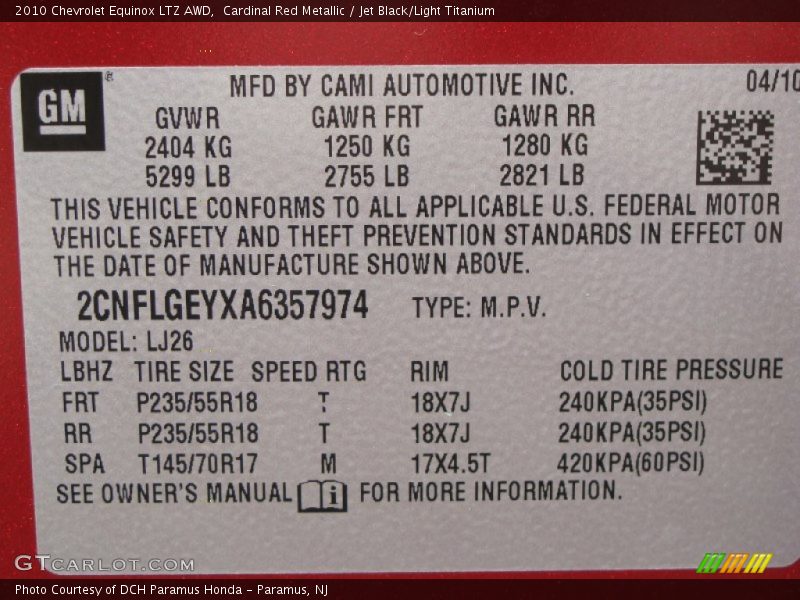 2010 Chevrolet Equinox LTZ AWD,  Cardinal Red Metallic / Jet Black/Light Titanium
GM ®
MFD BY CAMI AUTOMOTIVE INC. 04/10
GVWR GAWR FRT GAWR RR
2404 KG 1250 KG 1280 KG
5299 LB 2755 LB 2821 LB
THIS VEHICLE CONFORMS TO ALL APPLICABLE U.S. FEDERAL MOTOR
VEHICLE SAFETY AND THEFT PREVENTION STANDARDS IN EFFECT ON
THE DATE OF MANUFACTURE SHOWN ABOVE.
2CNFLGEYXA6357974 TYPE: M.P.V.
MODEL: LJ26
LBHZ TIRE SIZE SPEED RTG RIM COLD TIRE PRESSURE
FRT P235/55R18 T 18X7J 240KPA(35PSI)
RR P235/55R18 T 18X7J 240KPA(35PSI)
SPA T145/70R17 M 17X4.5T 420KPA(60PSI)
SEE OWNER'S MANUAL i FOR MORE INFORMATION.
GTCARLOT.COM
Photo Courtesy of DCH Paramus Honda - Paramus, NJ